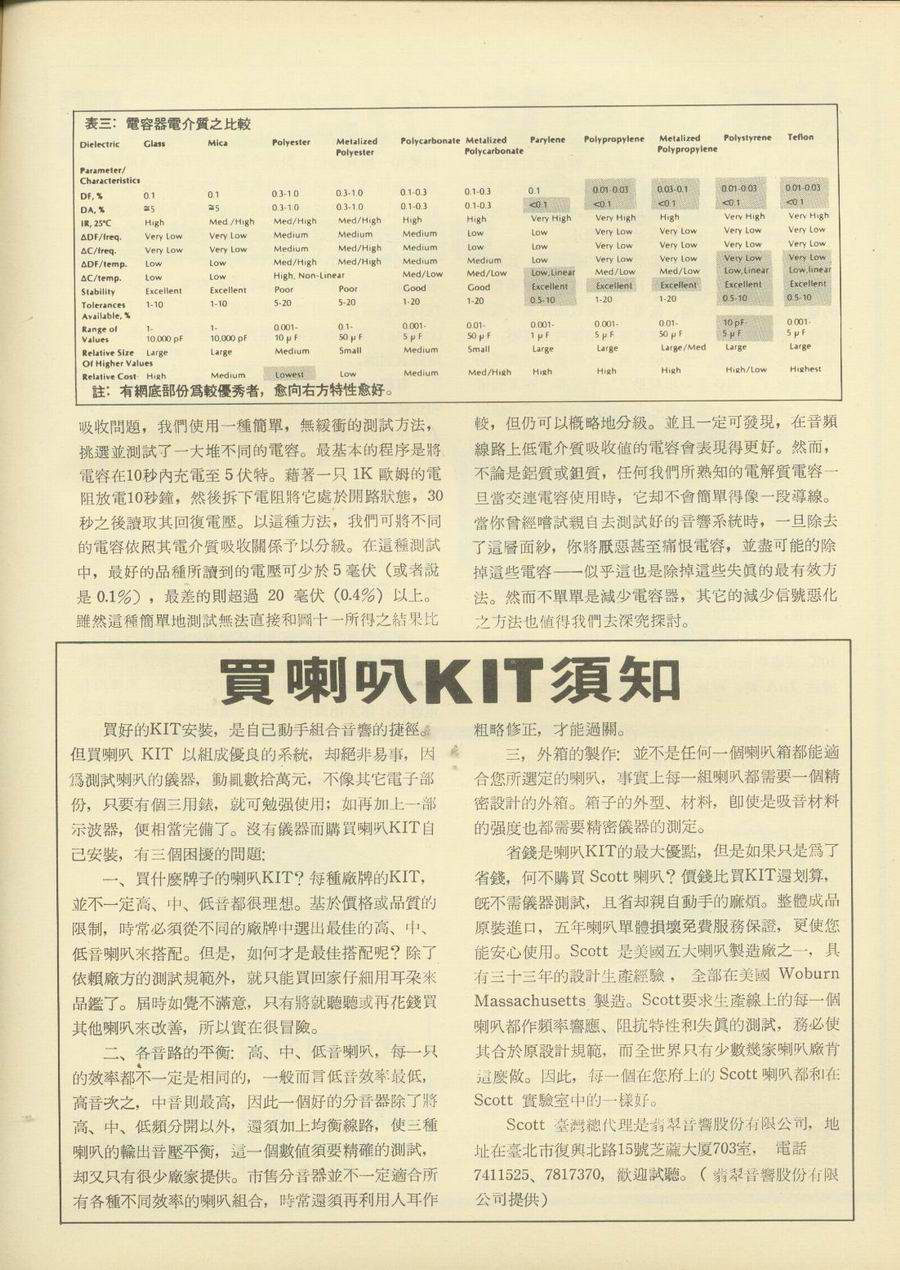 表三：電容器電介質之比較
Dielectric Glass Mica Polyester Metalized Polyester Polycarbonate Metalized Polycarbonate Parylene Polypropylene Metalized Polypropylene Polystyrene Teflon
Parameter/
Characteristics
DF, % 0.1 0.1 0.3-1.0 0.3-1.0 0.1-0.3 0.1-0.3 0.1 0.01-0.03 0.03-0.1 0.01-0.03 0.01-0.03
DA, % ≅5 ≅5 0.3-1.0 0.3-1.0 0.1-0.3 0.1-0.3 <0.1 <0.1 <0.1 <0.1 <0.1
IR, 25°C High Med./High Med/High Med/High High High Very High Very High High Very High Very High
ΔDF/freq. Very Low Very Low Medium Medium Medium Low Low Very Low Very Low Very Low Very Low
ΔC/freq. Very Low Very Low Medium Med/High Medium Low Low Very Low Very Low Very Low Very Low
ΔDF/temp. Low Low Med/High Med/High Medium Medium Low Very Low Very Low Very Low Very Low
ΔC/temp. Low Low High, Non-Linear Med/Low Med/Low Low,Linear Med/Low Med/Low Low,Linear Low,linear
Stability Excellent Excellent Poor Poor Good Good Excellent Excellent Excellent Excellent Excellent
Tolerances 1-10 1-10 5-20 5-20 1-20 1-20 0.5-10 1-20 1-20 0.5-10 0.5-10
Available, %
Range of 1- 1- 0.001- 0.1- 0.001- 0.01- 0.001- 0.001- 0.01- 10 pF- 0.001-
Values 10,000 pF 10,000 pF 10 μF 50 μF 5 μF 50 μF 1 μF 5 μF 50 μF 5 μF 5 μF
Relative Size Large Large Medium Small Medium Small Large Large Large/Med Large Large
Of Higher Values
Relative Cost High Medium Lowest Low Medium Med/High High High High High/Low Highest
註：有網底部份爲較優秀者，愈向右方特性愈好。
吸收問題，我們使用一種簡單，無緩衝的測試方法，
挑選並測試了一大堆不同的電容。最基本的程序是將
電容在10秒內充電至 5 伏特。藉著一只 1K 歐姆的電
阻放電10秒鐘，然後拆下電阻將它處於開路狀態，30
秒之後讀取其回復電壓。以這種方法，我們可將不同
的電容依照其電介質吸收關係予以分級。在這種測試
中，最好的品種所讀到的電壓可少於 5 毫伏（或者說
是 0.1%），最差的則超過 20 毫伏（0.4%）以上。
雖然這種簡單地測試無法直接和圖十一所得之結果比
較，但仍可以概略地分級。並且一定可發現，在音頻
線路上低電介質吸收値的電容會表現得更好。然而，
不論是鋁質或鉭質，任何我們所熟知的電解質電容一
旦當交連電容使用時，它却不會簡單得像一段導線。
當你曾經嚐試親自去測試好的音響系統時，一旦除去
了這層面紗，你將厭惡甚至痛恨電容，並盡可能的除
掉這些電容——似乎這也是除掉這些失眞的最有效方
法。然而不單單是減少電容器，其它的減少信號惡化
之方法也値得我們去深究探討。
買喇叭KIT須知
買好的KIT安裝，是自己動手組合音響的捷徑。
但買喇叭 KIT 以組成優良的系統，却絕非易事，因
爲測試喇叭的儀器，動亂數拾萬元，不像其它電子部
份，只要有個三用錶，就可勉强使用；如再加上一部
示波器，便相當完備了。沒有儀器而購買喇叭KIT自
己安裝，有三個困擾的問題：
一、買什麼牌子的喇叭KIT？每種廠牌的KIT，
並不一定高、中、低音都很理想。基於價格或品質的
限制，時常必須從不同的廠牌中選出最佳的高、中、
低音喇叭來搭配。但是，如何才是最佳搭配呢？除了
依賴廠方的測試規範外，就只能買回家仔細用耳朶來
品鑑了。屆時如覺不滿意，只有將就聽聽或再花錢買
其他喇叭來改善，所以實在很冒險。
二、各音路的平衡：高、中、低音喇叭，每一只
的效率都不一定是相同的，一般而言低音效率最低，
高音次之，中音則最高，因此一個好的分音器除了將
高、中、低頻分開以外，還須加上均衡線路，使三種
喇叭的輸出音壓平衡，這一個數値須要精確的測試，
却又只有很少廠家提供。市售分音器並不一定適合所
有各種不同效率的喇叭組合，時常還須再利用人耳作
粗略修正，才能過關。
三，外箱的製作：並不是任何一個喇叭箱都能適
合您所選定的喇叭，事實上每一組喇叭都需要一個精
密設計的外箱。箱子的外型、材料，卽使是吸音材料
的强度也都需要精密儀器的測定。
省錢是喇叭KIT的最大優點，但是如果只是爲了
省錢，何不購買 Scott 喇叭？價錢比買KIT還划算，
旣不需儀器測試，且省却親自動手的麻煩。整體成品
原裝進口，五年喇叭單體損壞免費服務保證，更使您
能安心使用。Scott 是美國五大喇叭製造廠之一，具
有三十三年的設計生產經驗，全部在美國 Woburn
Massachusetts 製造。Scott要求生產線上的每一個
喇叭都作頻率響應、阻抗特性和失眞的測試，務必使
其合於原設計規範，而全世界只有少數幾家喇叭廠肯
這麼做。因此，每一個在您府上的 Scott 喇叭都和在
Scott 實驗室中的一樣好。
Scott 臺灣總代理是翡翠音響股份有限公司，地
址在臺北市復興北路15號芝蘢大厦703室， 電話
7411525、7817370，歡迎試聽。（翡翠音響股份有限
公司提供）